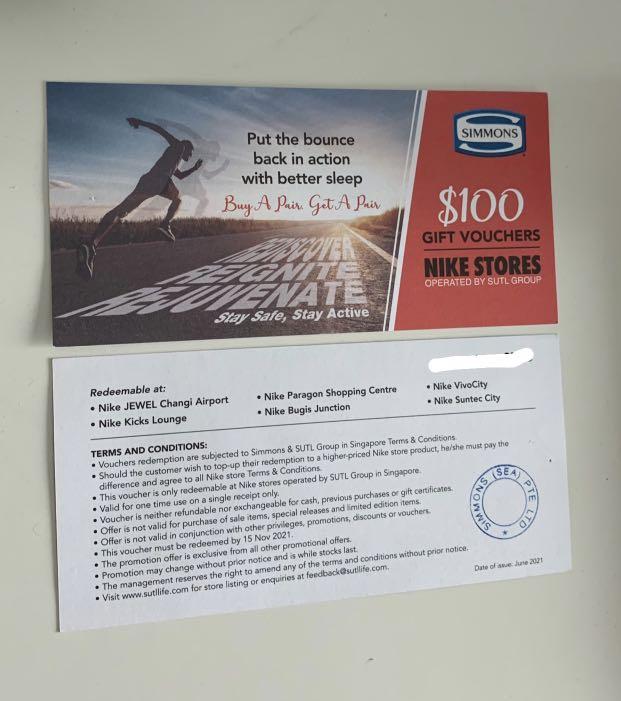 Put the bounce
back in action
with better sleep
Buy A Pair. Get A Pair
REDISCOVER
REIGNITE
REJUVENATE
Stay Safe, Stay Active
SIMMONS
$100
GIFT VOUCHERS
NIKE STORES
OPERATED BY SUTL GROUP
Redeemable at:
• Nike JEWEL Changi Airport
• Nike Kicks Lounge
• Nike Paragon Shopping Centre
• Nike Bugis Junction
• Nike VivoCity
• Nike Suntec City
TERMS AND CONDITIONS:
• Vouchers redemption are subjected to Simmons & SUTL Group in Singapore Terms & Conditions.
• Should the customer wish to top-up their redemption to a higher-priced Nike store product, he/she must pay the
difference and agree to all Nike store Terms & Conditions.
• This voucher is only redeemable at Nike stores operated by SUTL Group in Singapore.
• Valid for one time use on a single receipt only.
• Voucher is neither refundable nor exchangeable for cash, previous purchases or gift certificates.
• Offer is not valid for purchase of sale items, special releases and limited edition items.
• Offer is not valid in conjunction with other privileges, promotions, discounts or vouchers.
• This voucher must be redeemed by 15 Nov 2021.
• The promotion offer is exclusive from all other promotional offers.
• Promotion may change without prior notice and is while stocks last.
• The management reserves the right to amend any of the terms and conditions without prior notice.
• Visit www.sutllife.com for store listing or enquiries at feedback@sutllife.com.
SIMMONS (SEA) PTE LTD
Date of issue: June 2021